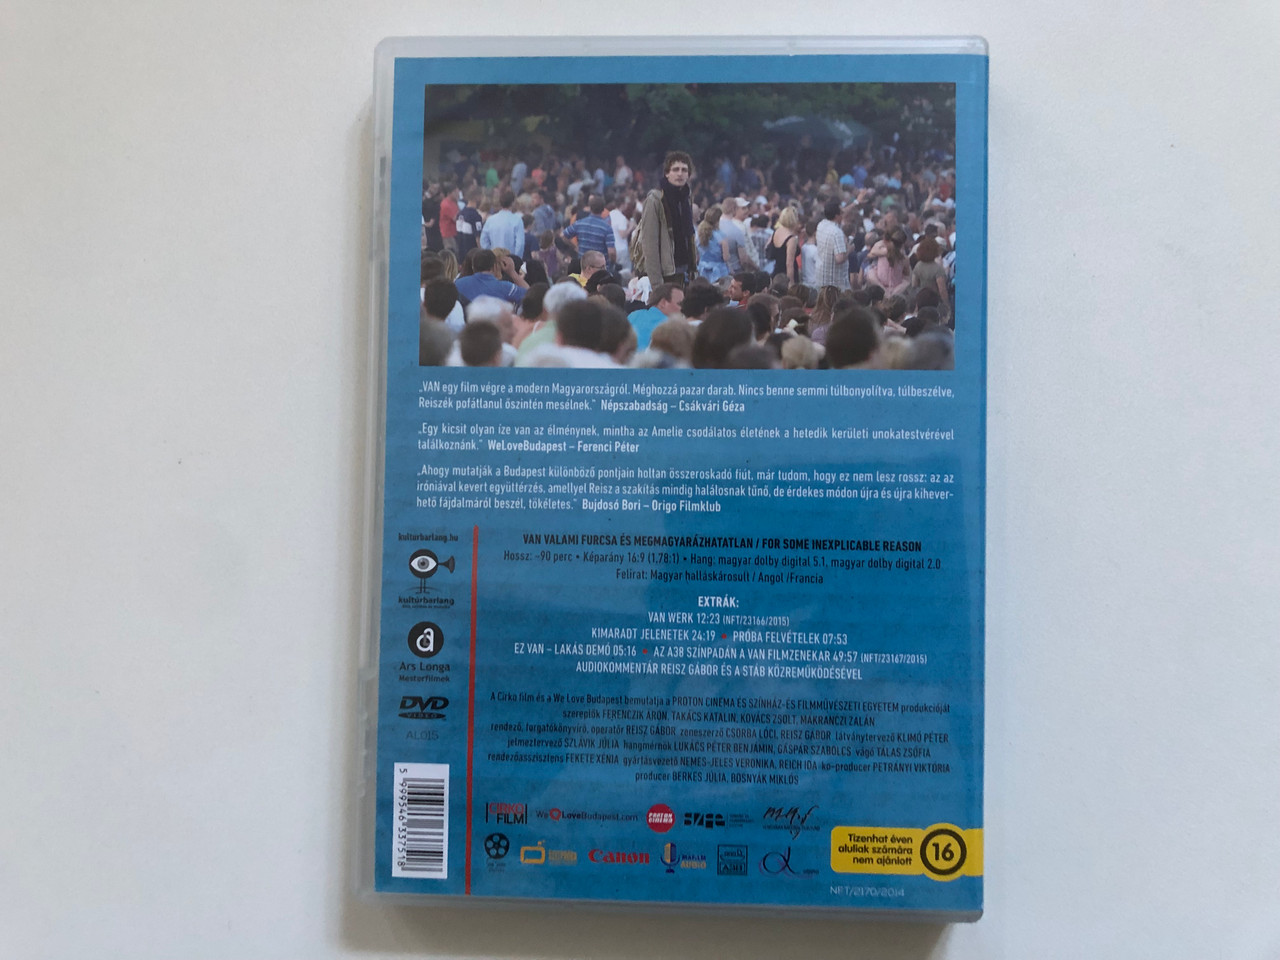 „VAN egy film végre a modern Magyarországról. Méghozzá pazar darab. Nincs benne semmi túlbonyolítva, túlbeszélve,
Reiszék pofátlanul őszintén mesélnek.” Népszabadság – Csákvári Géza
„Egy kicsit olyan íze van az élménynek, mintha az Amelie csodálatos életének a hetedik kerületi unokatestvérével
találkoznánk.” WeLoveBudapest – Ferenci Péter
„Ahogy mutatják a Budapest különböző pontjain holtan összeroskadó fiút, már tudom, hogy ez nem lesz rossz: az az
iróniával kevert együttérzés, amellyel Reisz a szakítás mindig halálosnak tűnő, de érdekes módon újra és újra kihever-
hető fájdalmáról beszél, tökéletes.” Bujdosó Bori – Origo Filmklub
kultúrbarlang.hu
kultúrbarlang
Ars Longa
Mesterfilmek
DVD
VIDEO
AL015
5999546337518
VAN VALAMI FURCSA ÉS MEGMAGYARÁZHATATLAN / FOR SOME INEXPLICABLE REASON
Hossz: ~90 perc • Képarány 16:9 (1,78:1) • Hang: magyar dolby digital 5.1, magyar dolby digital 2.0
Felirat: Magyar halláskárosult / Angol /Francia
EXTRÁK:
VAN WERK 12:23 (NFT/23166/2015)
KIMARADT JELENETEK 24:19 • PRÓBA FELVÉTELEK 07:53
EZ VAN – LAKÁS DEMÓ 05:16 • AZ A38 SZÍNPADÁN A VAN FILMZENEKAR 49:57 (NFT/23167/2015)
AUDIOKOMMENTÁR REISZ GÁBOR ÉS A STÁB KÖZREMŰKÖDÉSÉVEL
A Cirko film és a We Love Budapest bemutatja a PROTON CINEMA ÉS SZÍNHÁZ-ÉS FILMMŰVÉSZETI EGYETEM produkcióját
szereplők FERENCZIK ÁRON, TAKÁCS KATALIN, KOVÁCS ZSOLT, MAKRANCZI ZALÁN
rendező, forgatókönyvíró, operatőr REISZ GÁBOR zeneszerző CSORBA LÓCI, REISZ GÁBOR látványtervező KLIMÓ PÉTER
jelmeztervező SZLÁVIK JÚLIA hangmérnök LUKÁCS PÉTER BENJÁMIN, GÁSPÁR SZABOLCS vágó TÁLAS ZSÓFIA
rendezőasszisztens FEKETE XÉNIA gyártásvezető NEMES-JELES VERONIKA, REICH IDA ko-producer PETRÁNYI VIKTÓRIA
producer BERKES JÚLIA, BOSNYÁK MIKLÓS
CIRKO
FILM
WeLoveBudapest.com
PROTON
CINEMA
SZFE
Canon
A38
Tizenhat éven
aluliak számára
nem ajánlott
16
NFT/2170/2014